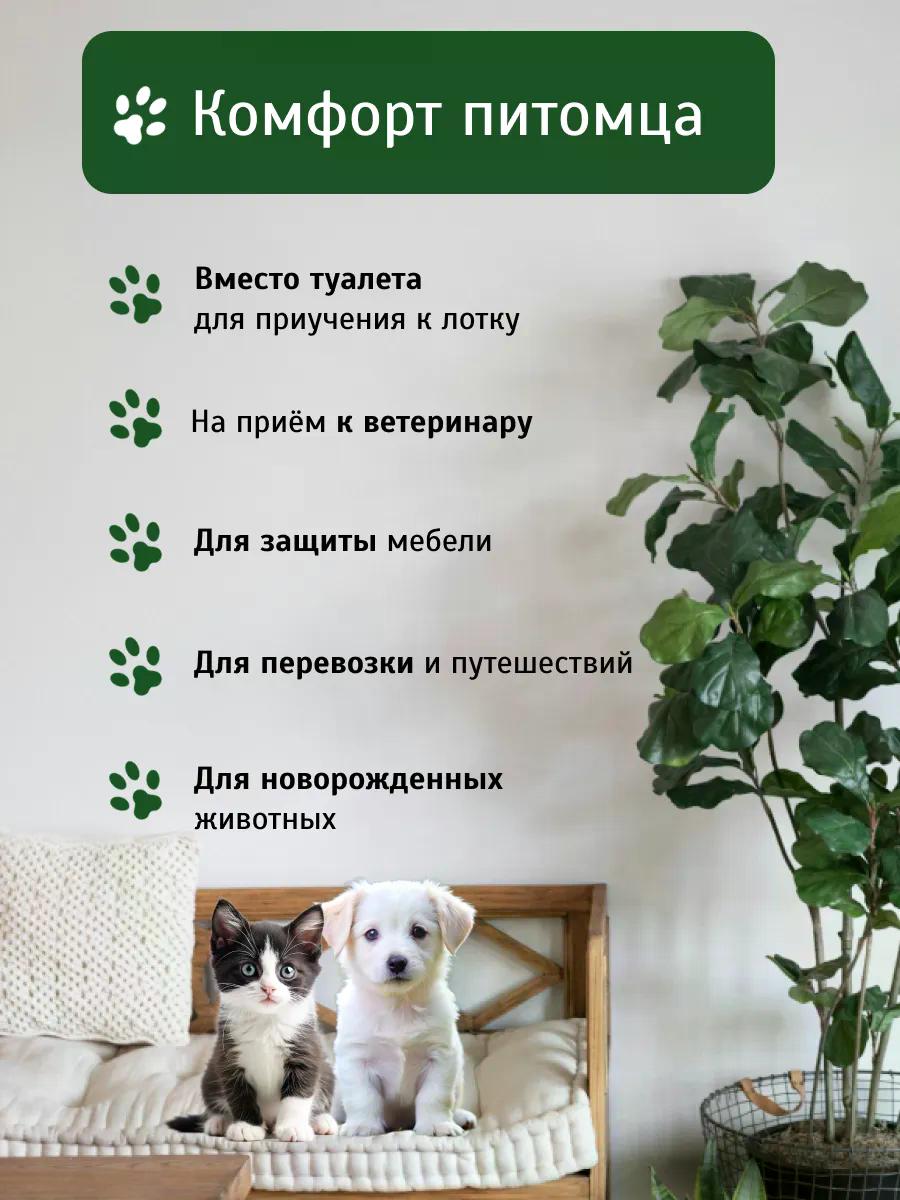 Комфорт питомца
Вместо туалета
для приучения к лотку
На приём к ветеринару
Для защиты мебели
Для перевозки и путешествий
Для новорожденных
животных